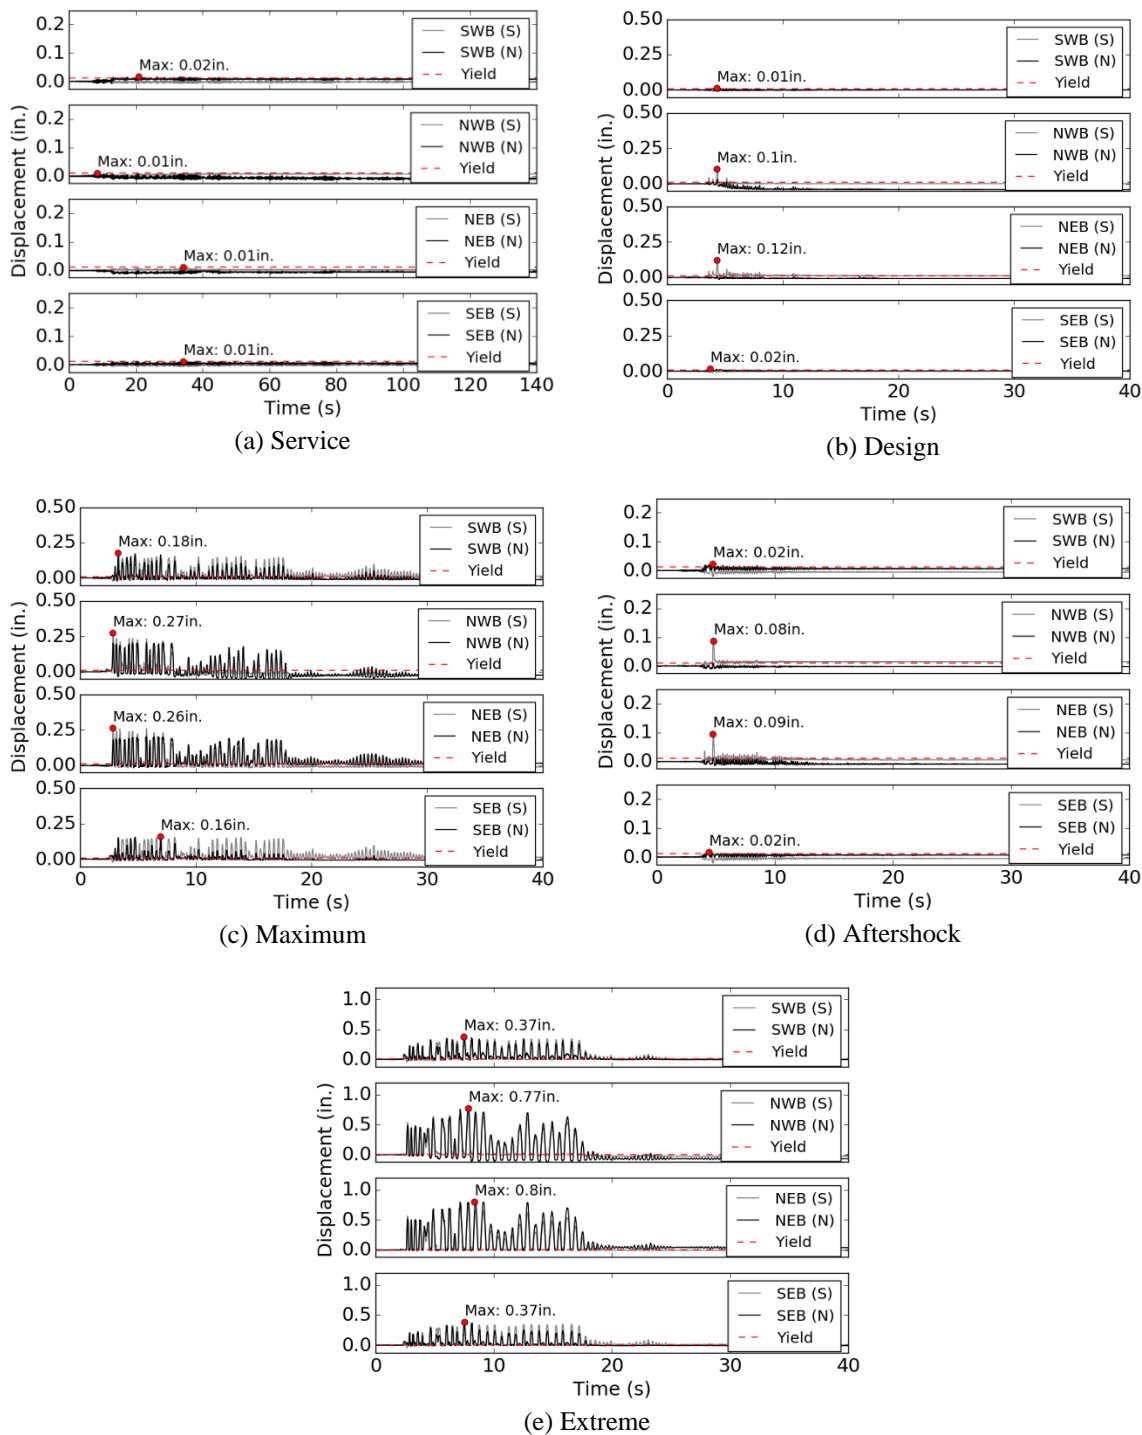 Displacement (in.)
0.2
0.1
0.0
Max: 0.02in.
SWB (S)
SWB (N)
Yield
0.2
0.1
0.0
Max: 0.01in.
NWB (S)
NWB (N)
Yield
0.2
0.1
0.0
Max: 0.01in.
NEB (S)
NEB (N)
Yield
0.2
0.1
0.0
Max: 0.01in.
SEB (S)
SEB (N)
Yield
0 20 40 60 80 100 120 140
Time (s)
(a) Service
Displacement (in.)
0.50
0.25
0.00
Max: 0.01in.
SWB (S)
SWB (N)
Yield
0.50
0.25
0.00
Max: 0.1in.
NWB (S)
NWB (N)
Yield
0.50
0.25
0.00
Max: 0.12in.
NEB (S)
NEB (N)
Yield
0.50
0.25
0.00
Max: 0.02in.
SEB (S)
SEB (N)
Yield
0 10 20 30 40
Time (s)
(b) Design
Displacement (in.)
0.50
0.25
0.00
Max: 0.18in.
SWB (S)
SWB (N)
Yield
0.50
0.25
0.00
Max: 0.27in.
NWB (S)
NWB (N)
Yield
0.50
0.25
0.00
Max: 0.26in.
NEB (S)
NEB (N)
Yield
0.50
0.25
0.00
Max: 0.16in.
SEB (S)
SEB (N)
Yield
0 10 20 30 40
Time (s)
(c) Maximum
Displacement (in.)
0.2
0.1
0.0
Max: 0.02in.
SWB (S)
SWB (N)
Yield
0.2
0.1
0.0
Max: 0.08in.
NWB (S)
NWB (N)
Yield
0.2
0.1
0.0
Max: 0.09in.
NEB (S)
NEB (N)
Yield
0.2
0.1
0.0
Max: 0.02in.
SEB (S)
SEB (N)
Yield
0 10 20 30 40
Time (s)
(d) Aftershock
Displacement (in.)
1.0
0.5
0.0
Max: 0.37in.
SWB (S)
SWB (N)
Yield
1.0
0.5
0.0
Max: 0.77in.
NWB (S)
NWB (N)
Yield
1.0
0.5
0.0
Max: 0.8in.
NEB (S)
NEB (N)
Yield
1.0
0.5
0.0
Max: 0.37in.
SEB (S)
SEB (N)
Yield
0 10 20 30 40
Time (s)
(e) Extreme